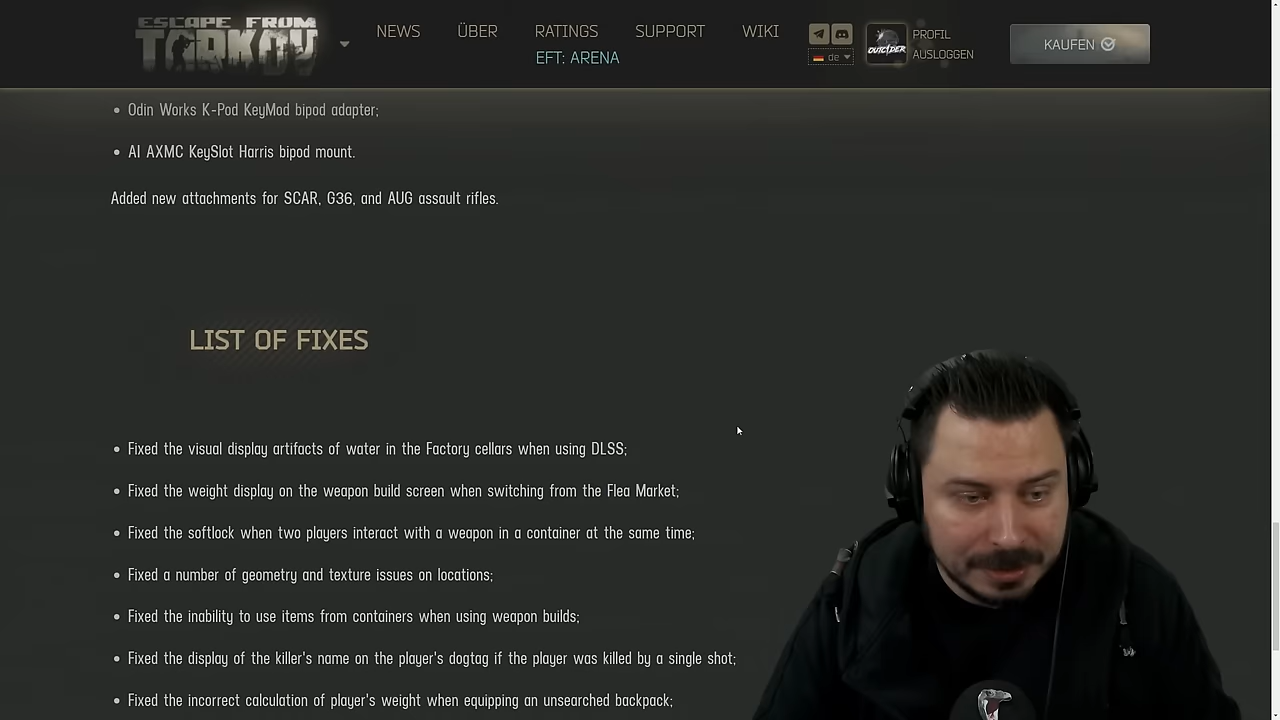 ESCAPE FROM
TARKOV
NEWS
ÜBER
RATINGS
SUPPORT
WIKI
EFT: ARENA
de
OUTCIDER
PROFIL
AUSLOGGEN
KAUFEN
• Odin Works K-Pod KeyMod bipod adapter;
• AI AXMC KeySlot Harris bipod mount.
Added new attachments for SCAR, G36, and AUG assault rifles.
LIST OF FIXES
• Fixed the visual display artifacts of water in the Factory cellars when using DLSS;
• Fixed the weight display on the weapon build screen when switching from the Flea Market;
• Fixed the softlock when two players interact with a weapon in a container at the same time;
• Fixed a number of geometry and texture issues on locations;
• Fixed the inability to use items from containers when using weapon builds;
• Fixed the display of the killer's name on the player's dogtag if the player was killed by a single shot;
• Fixed the incorrect calculation of player's weight when equipping an unsearched backpack;